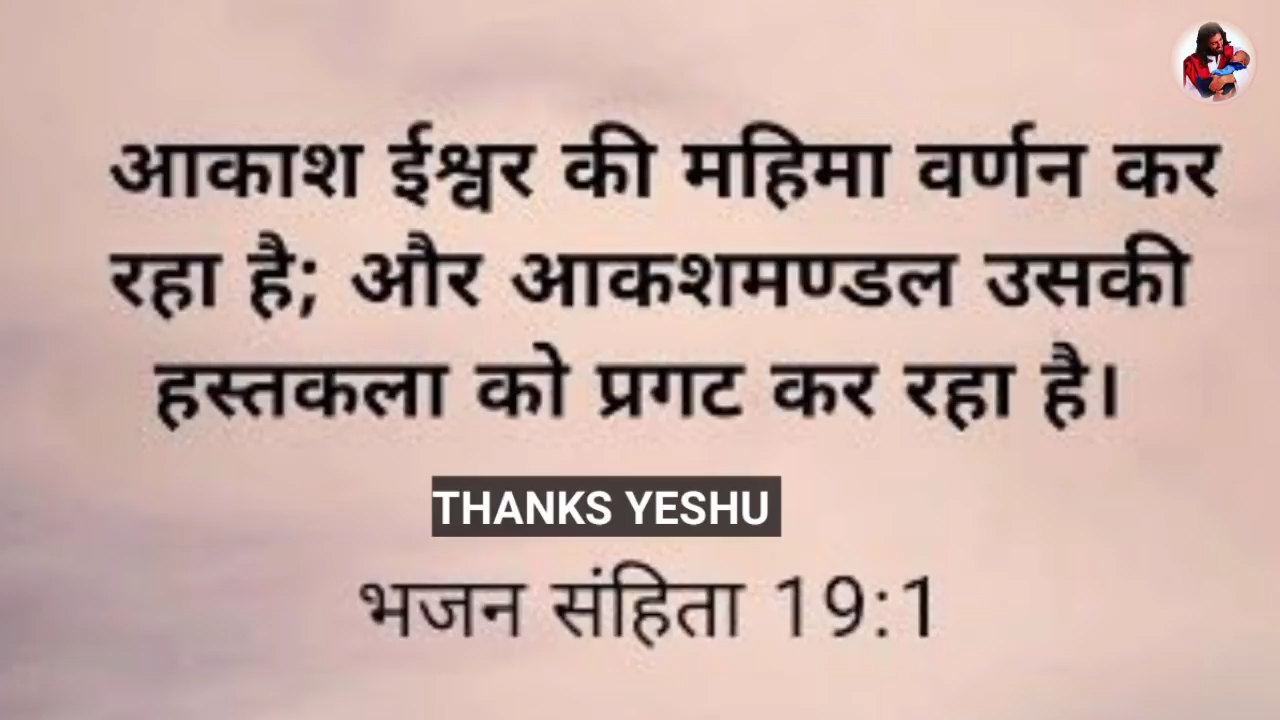 आकाश ईश्वर की महिमा वर्णन कर
रहा है; और आकशमण्डल उसकी
हस्तकला को प्रगट कर रहा है।
THANKS YESHU
भजन संहिता 19:1